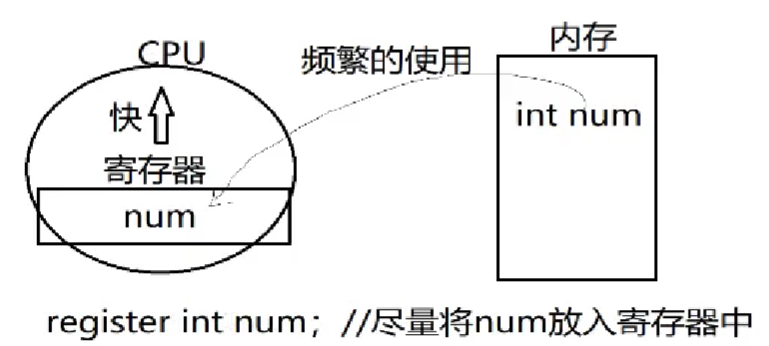 CPU
内存
频繁的使用
快
int num
寄存器
num
register int num；//尽量将num放入寄存器中